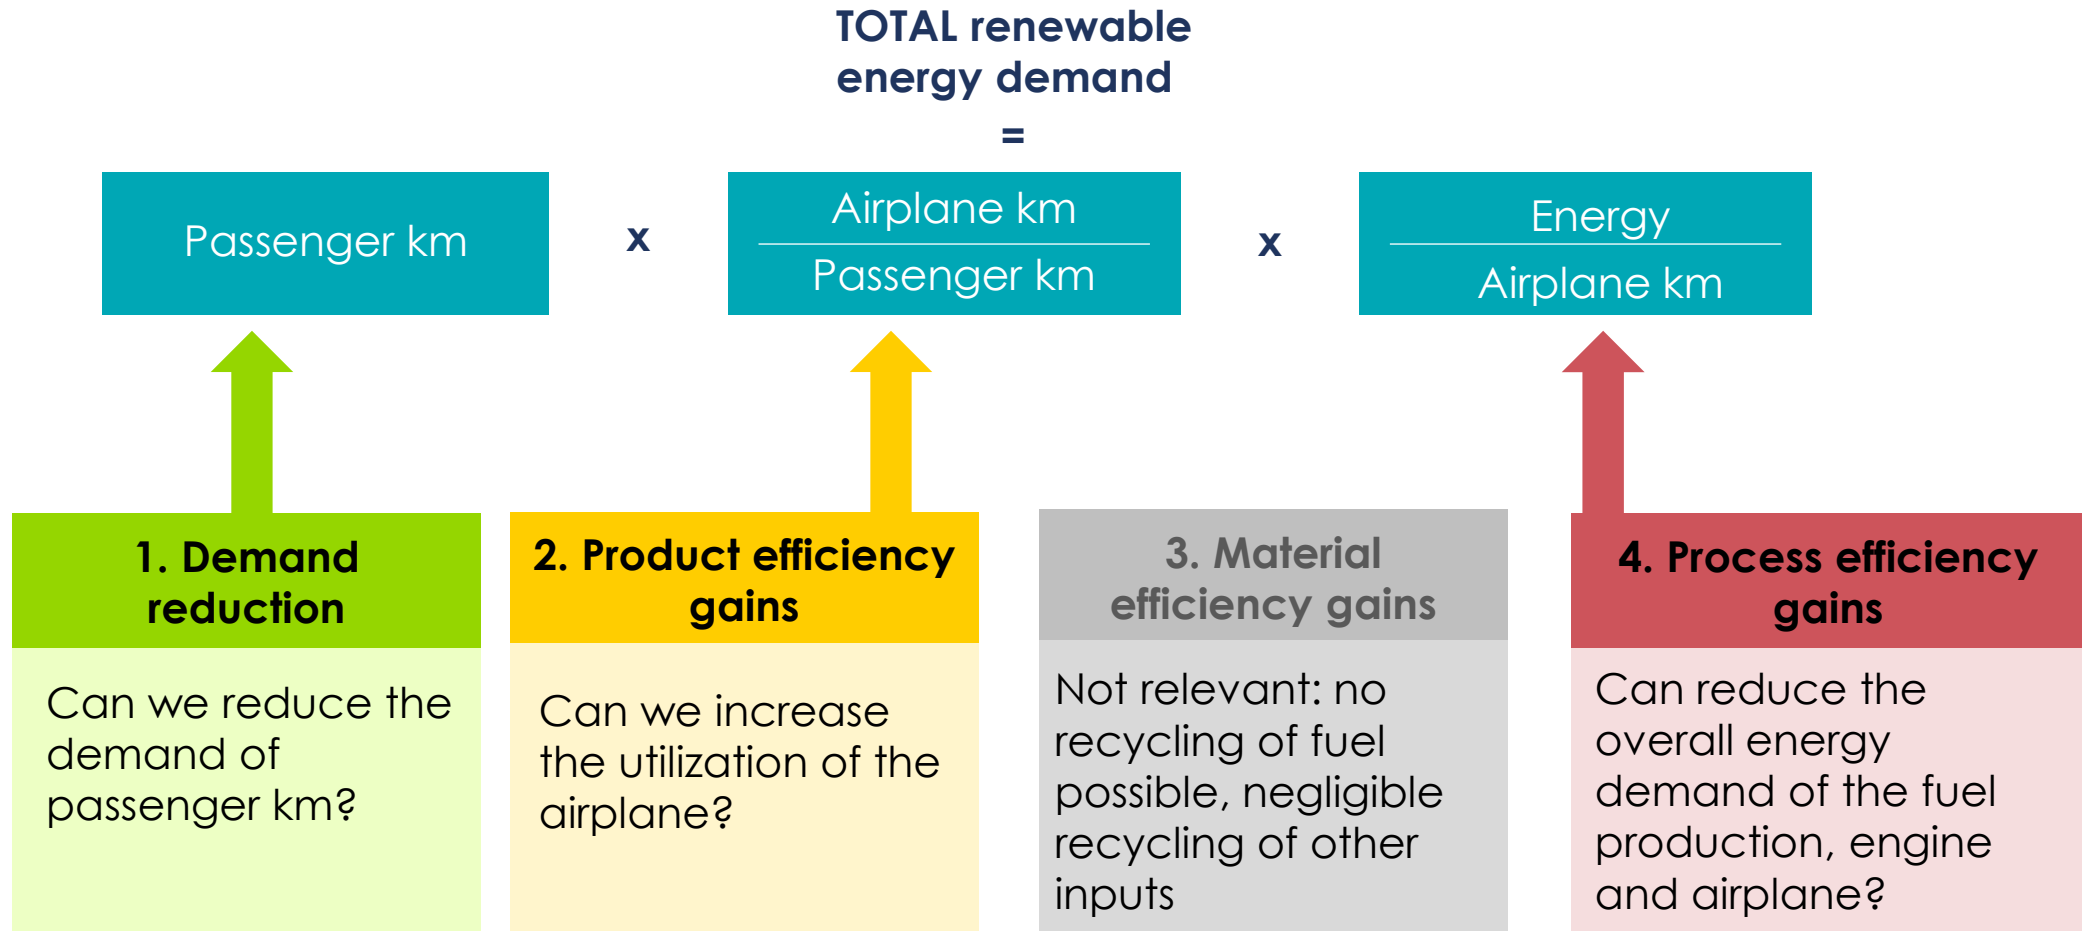 TOTAL renewable
energy demand
=
Passenger km
x
Airplane km
Passenger km
x
Energy
Airplane km
1. Demand
reduction
Can we reduce the
demand of
passenger km?
2. Product efficiency
gains
Can we increase
the utilization of the
airplane?
3. Material
efficiency gains
Not relevant: no
recycling of fuel
possible, negligible
recycling of other
inputs
4. Process efficiency
gains
Can reduce the
overall energy
demand of the fuel
production, engine
and airplane?